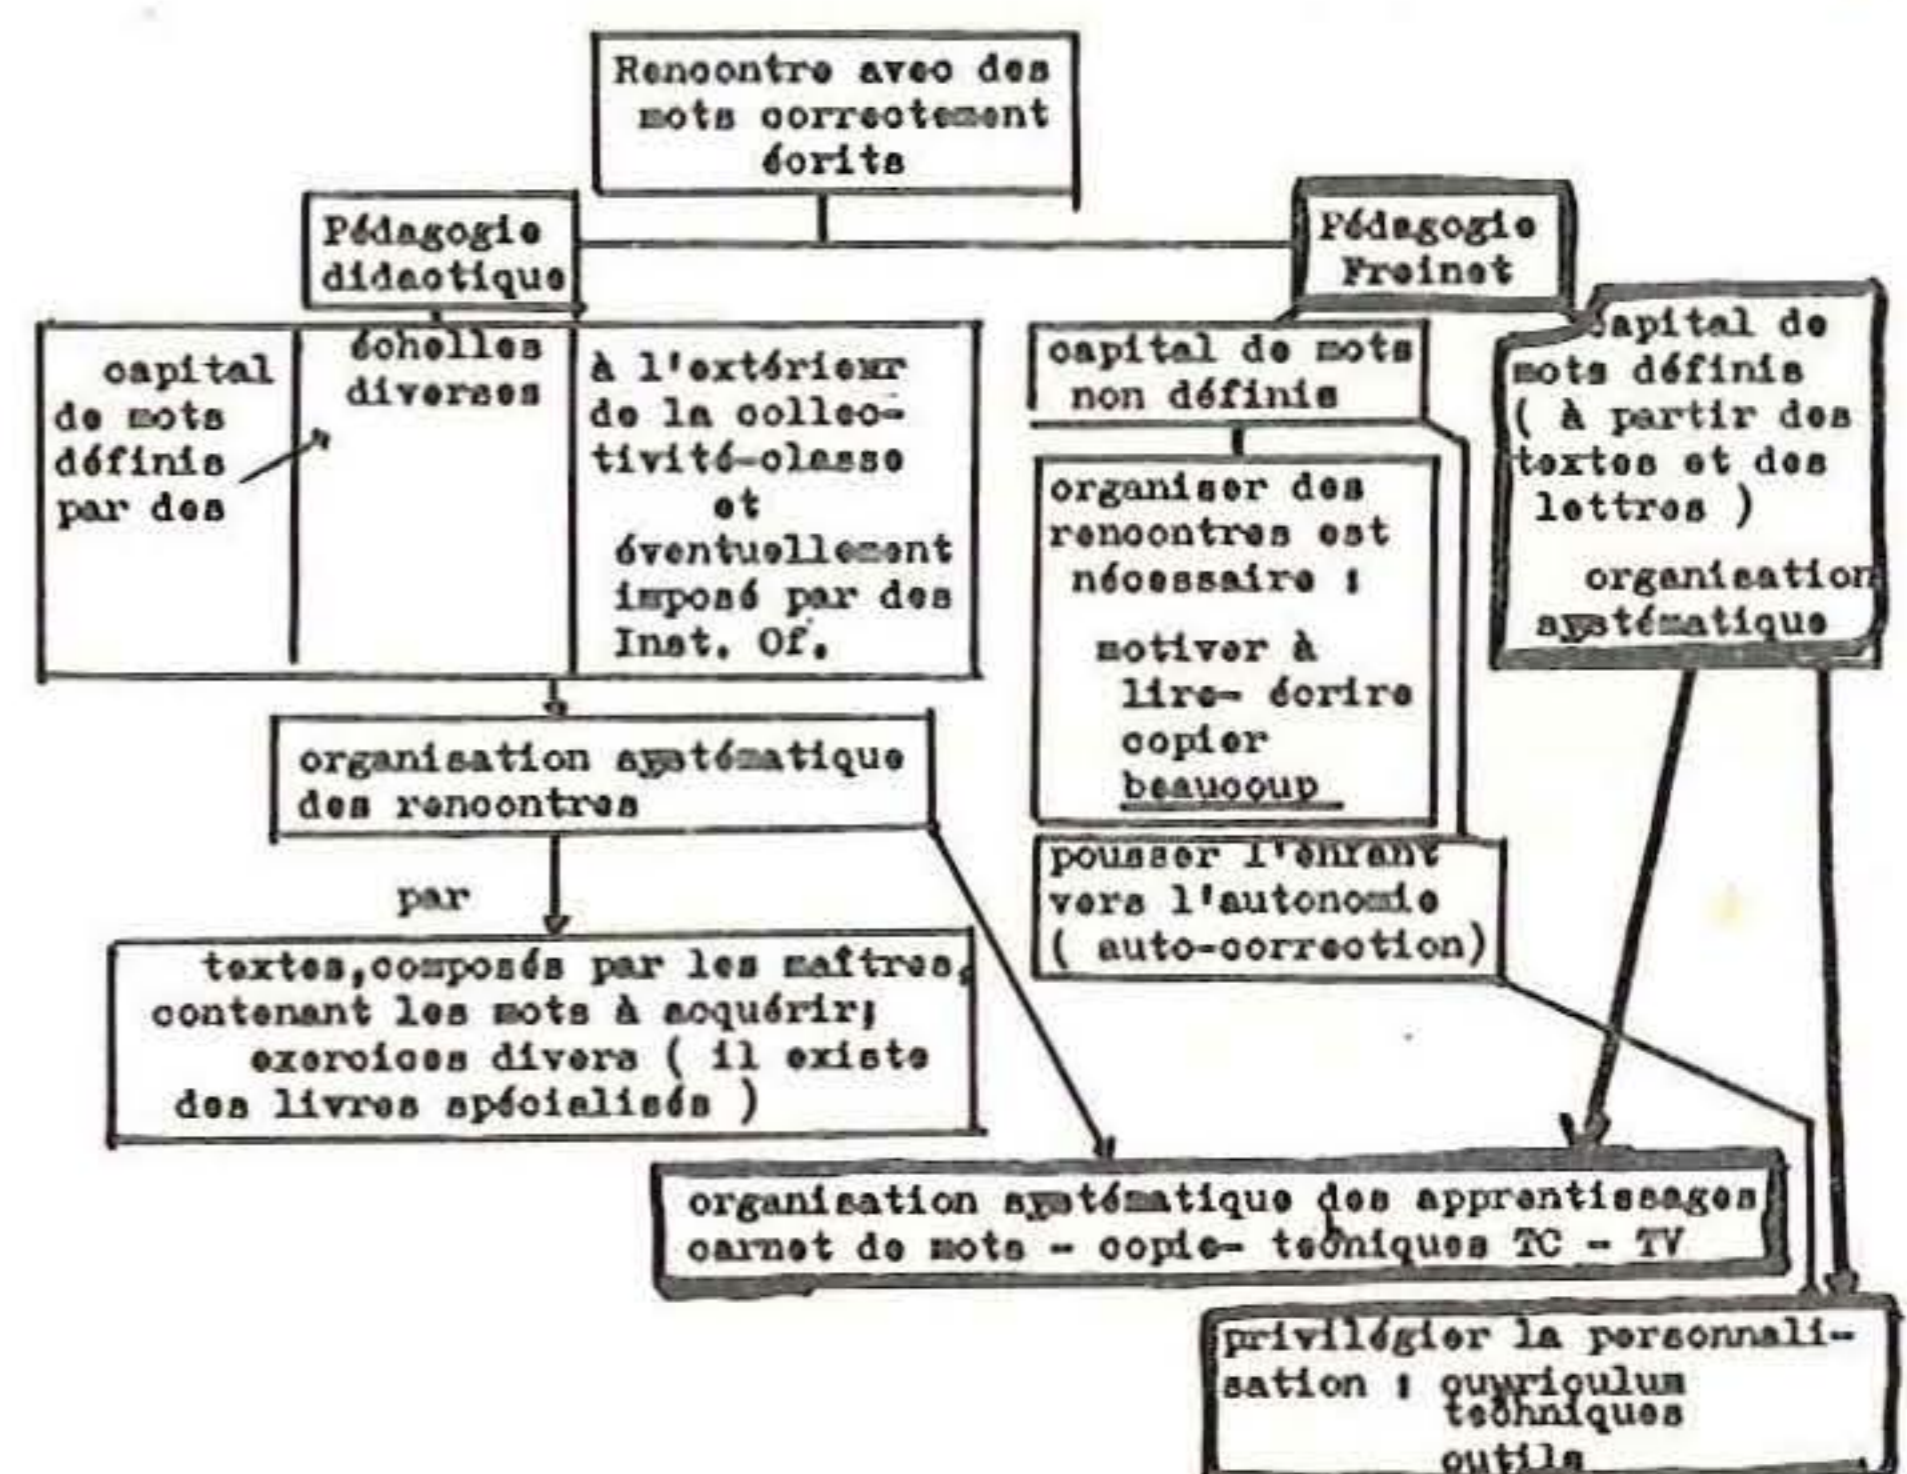 Rencontre avec des
mots correctement
écrits
Pédagogie
didactique
Pédagogie
Freinet
capital
de mots
définis
par des
échelles
diverses
à l'extérieur
de la collec-
tivité-classe
et
éventuellement
imposé par des
Inst. Of.
capital de mots
non définis
organiser des
rencontres est
nécessaire :
motiver à
lire- écrire
copier
beaucoup
pousser l'enfant
vers l'autonomie
( auto-correction)
capital de
mots définis
( à partir des
textes et des
lettres )
organisation
systématique
organisation systématique
des rencontres
par
textes,composés par les maîtres,
contenant les mots à acquérir;
exercices divers ( il existe
des livres spécialisés )
organisation systématique des apprentissages
carnet de mots - copie- techniques TC - TV
privilégier la personnali-
sation :
techniques
outils